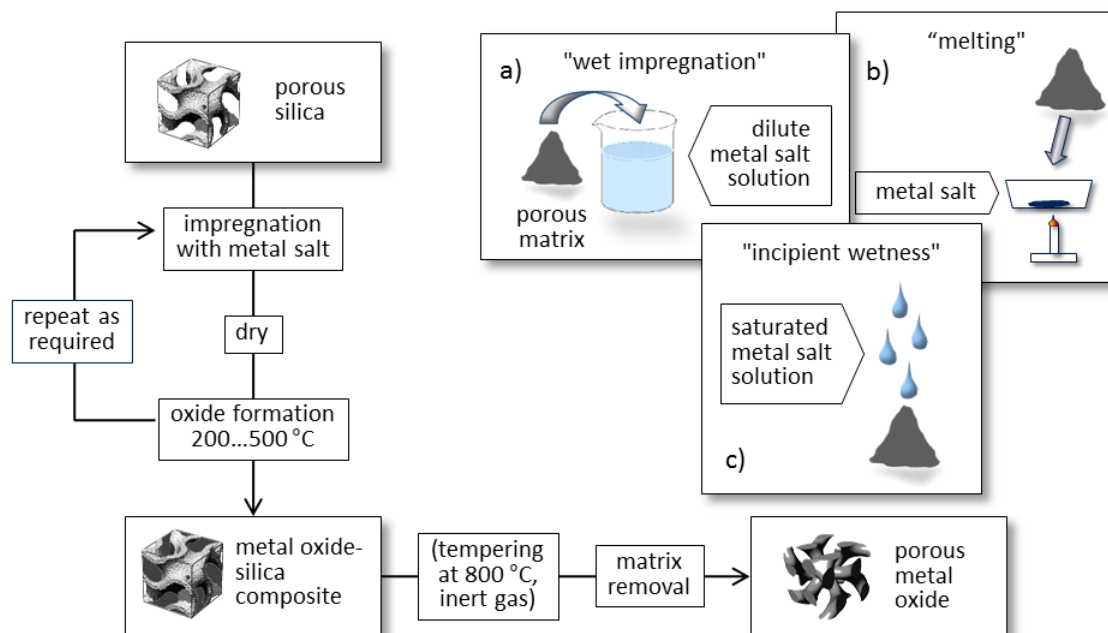 porous
silica
impregnation
with metal salt
repeat as
required
dry
oxide formation
200...500 °C
metal oxide-
silica
composite
(tempering
at 800 °C,
inert gas)
matrix
removal
porous
metal
oxide
a)
"wet impregnation"
porous
matrix
dilute
metal salt
solution
“melting"
b)
metal salt
"incipient wetness"
saturated
metal salt
solution
c)